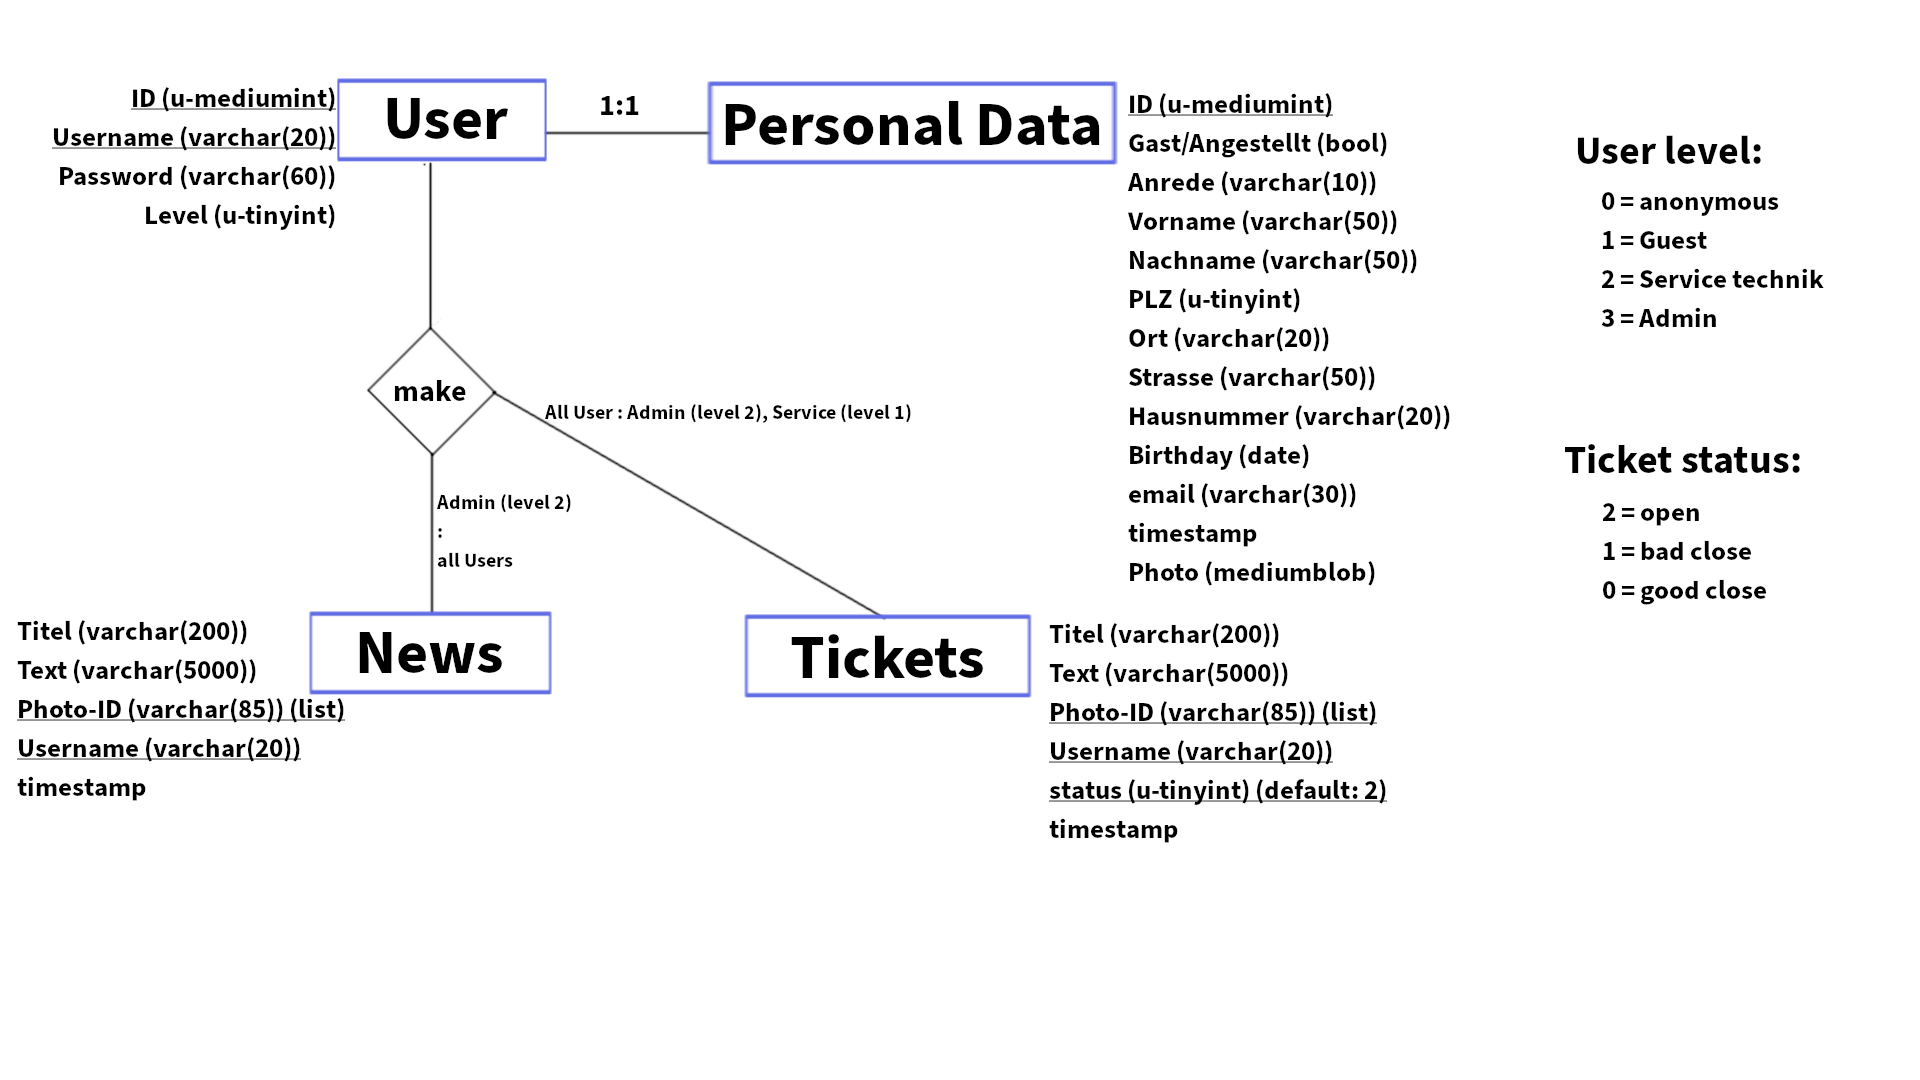 User
ID (u-mediumint)
Username (varchar(20))
Password (varchar(60))
Level (u-tinyint)
1:1
Personal Data
ID (u-mediumint)
Gast/Angestellt (bool)
Anrede (varchar(10))
Vorname (varchar(50))
Nachname (varchar(50))
PLZ (u-tinyint)
Ort (varchar(20))
Strasse (varchar(50))
Hausnummer (varchar(20))
Birthday (date)
email (varchar(30))
timestamp
Photo (mediumblob)
User level:
0 = anonymous
1 = Guest
2 = Service technik
3 = Admin
Ticket status:
2 = open
1 = bad close
0 = good close
make
All User : Admin (level 2), Service (level 1)
Admin (level 2)
:
all Users
News
Titel (varchar(200))
Text (varchar(5000))
Photo-ID (varchar(85)) (list)
Username (varchar(20))
timestamp
Tickets
Titel (varchar(200))
Text (varchar(5000))
Photo-ID (varchar(85)) (list)
Username (varchar(20))
status (u-tinyint) (default: 2)
timestamp